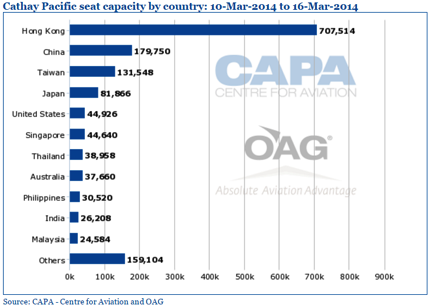 Cathay Pacific seat capacity by country: 10-Mar-2014 to 16-Mar-2014
Hong Kong 707,514
China 179,750
Taiwan 131,548
Japan 81,866
United States 44,926
Singapore 44,640
Thailand 38,958
Australia 37,660
Philippines 30,520
India 26,208
Malaysia 24,584
Others 159,104
0k 100k 200k 300k 400k 500k 600k 700k 800k 900k
CAPA
CENTRE FOR AVIATION
OAG®
Absolute Aviation Advantage
Source: CAPA - Centre for Aviation and OAG